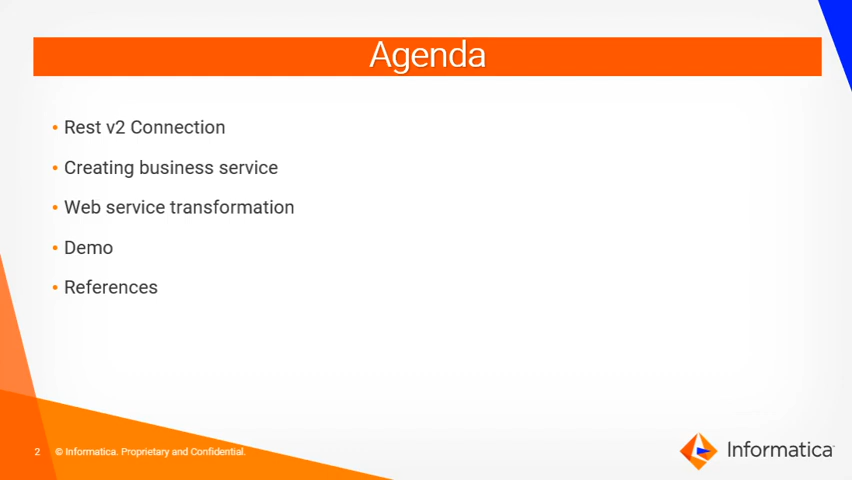 Agenda
• Rest v2 Connection
• Creating business service
• Web service transformation
• Demo
• References
2 © Informatica. Proprietary and Confidential.
Informatica